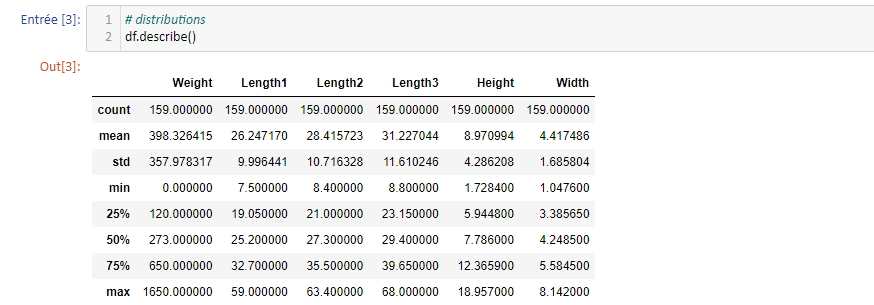 Entrée [3]:
1 # distributions
2 df.describe()
Out[3]:
Weight Length1 Length2 Length3 Height Width
count 159.000000 159.000000 159.000000 159.000000 159.000000 159.000000
mean 398.326415 26.247170 28.415723 31.227044 8.970994 4.417486
std 357.978317 9.996441 10.716328 11.610246 4.286208 1.685804
min 0.000000 7.500000 8.400000 8.800000 1.728400 1.047600
25% 120.000000 19.050000 21.000000 23.150000 5.944800 3.385650
50% 273.000000 25.200000 27.300000 29.400000 7.786000 4.248500
75% 650.000000 32.700000 35.500000 39.650000 12.365900 5.584500
max 1650.000000 59.000000 63.400000 68.000000 18.957000 8.142000